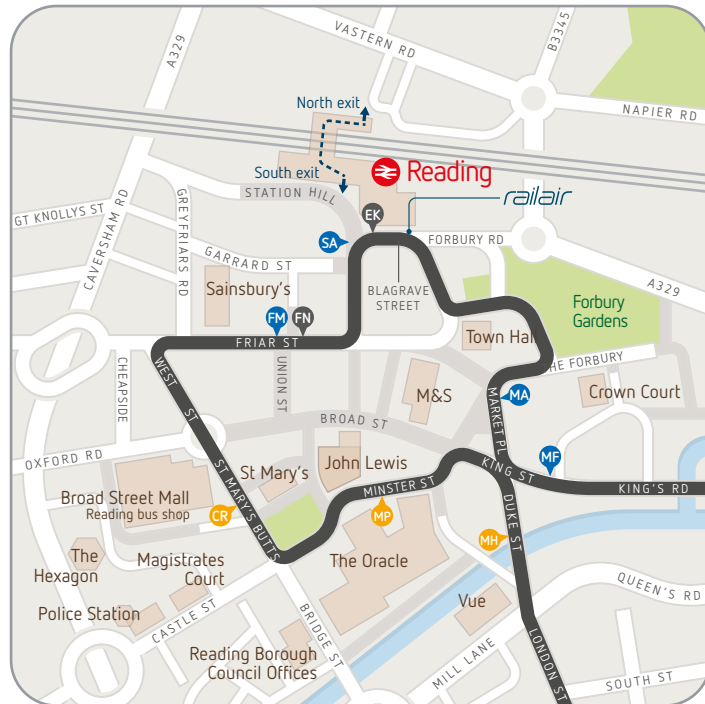 VASTERN RD
B3345
A329
NAPIER RD
North exit
South exit
Reading
STATION HILL
railair
GT KNOLLYS ST
CAVERSHAM RD
GREYFRIARS RD
EK
SA
FORBURY RD
GARRARD ST
BLAGRAVE
STREET
A329
Sainsbury's
Forbury
Gardens
FM
FN
FRIAR ST
Town Hall
THE FORBURY
CHEAPSIDE
WEST ST
UNION ST
M&S
MARKET PL
MA
Crown Court
BROAD ST
OXFORD RD
ST MARY'S BUTTS
St Mary's
John Lewis
KING ST
MF
KING'S RD
MINSTER ST
Broad Street Mall
Reading bus shop
CR
MP
DUKE ST
MH
The
Hexagon
Magistrates
Court
The Oracle
QUEEN'S RD
Police Station
CASTLE ST
Vue
BRIDGE ST
Reading Borough
Council Offices
MILL LANE
LONDON ST
SOUTH ST